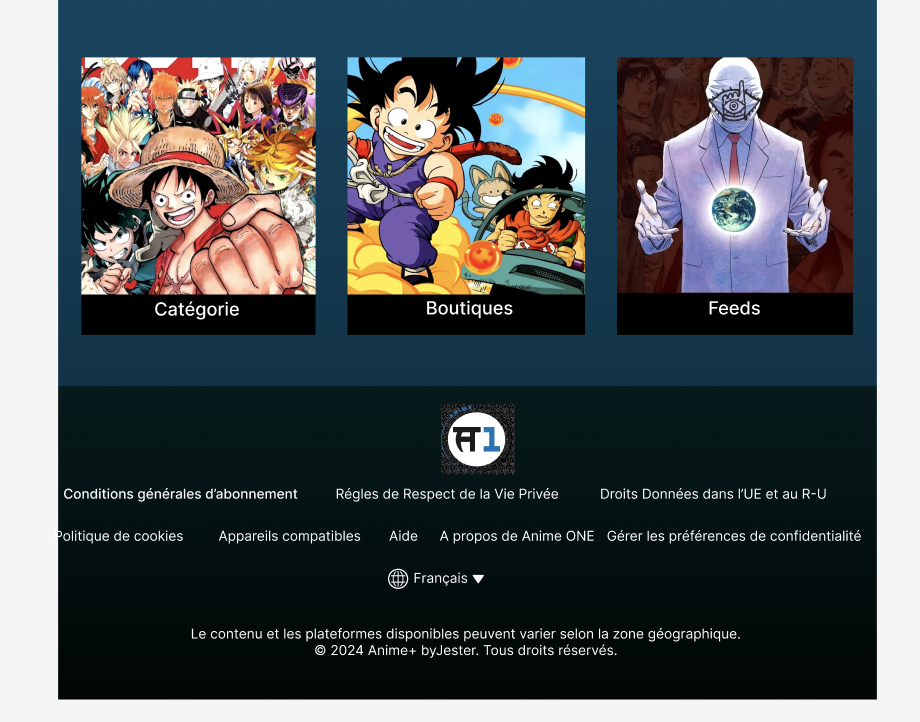 Catégorie
Boutiques
Feeds
ANIME
A1
Conditions générales d’abonnement
Régles de Respect de la Vie Privée
Droits Données dans l’UE et au R-U
Politique de cookies
Appareils compatibles
Aide
A propos de Anime ONE
Gérer les préférences de confidentialité
Français
Le contenu et les plateformes disponibles peuvent varier selon la zone géographique.
© 2024 Anime+ byJester. Tous droits réservés.